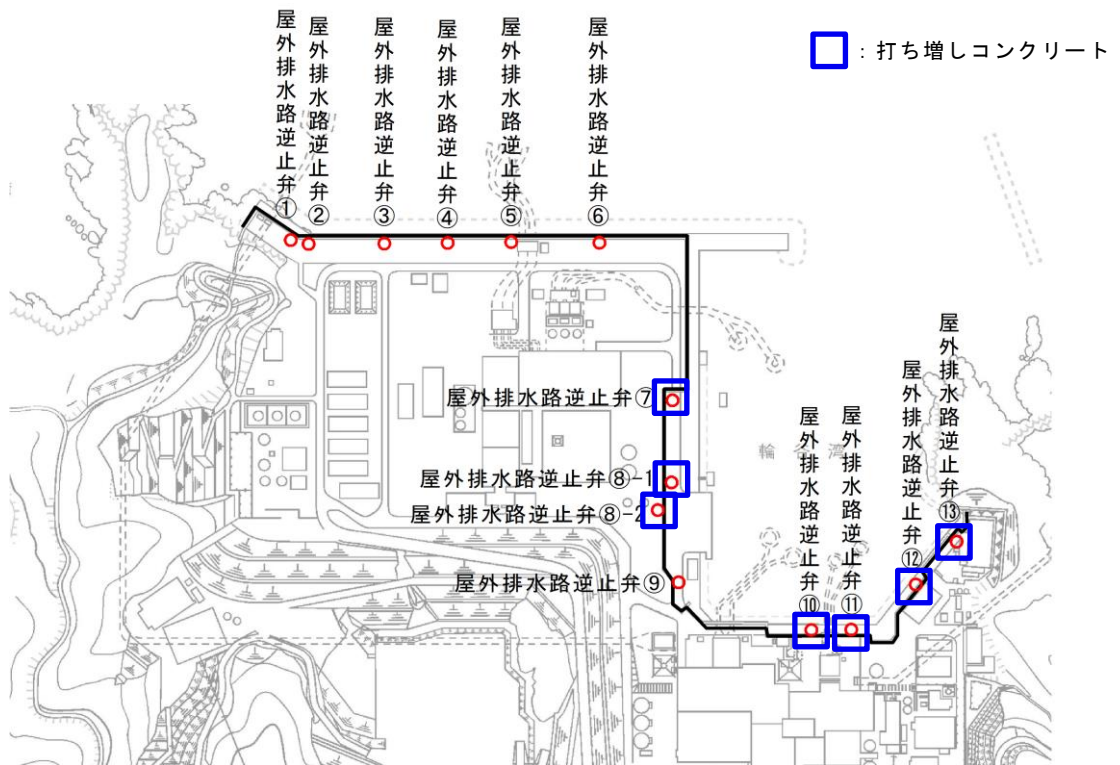 屋外排水路逆止弁①
屋外排水路逆止弁②
屋外排水路逆止弁③
屋外排水路逆止弁④
屋外排水路逆止弁⑤
屋外排水路逆止弁⑥
：打ち増しコンクリート
屋外排水路逆止弁⑦
屋外排水路逆止弁⑧-1
屋外排水路逆止弁⑧-2
屋外排水路逆止弁⑨
輪谷湾
屋外排水路逆止弁⑩
屋外排水路逆止弁⑪
屋外排水路逆止弁⑫
屋外排水路逆止弁⑬